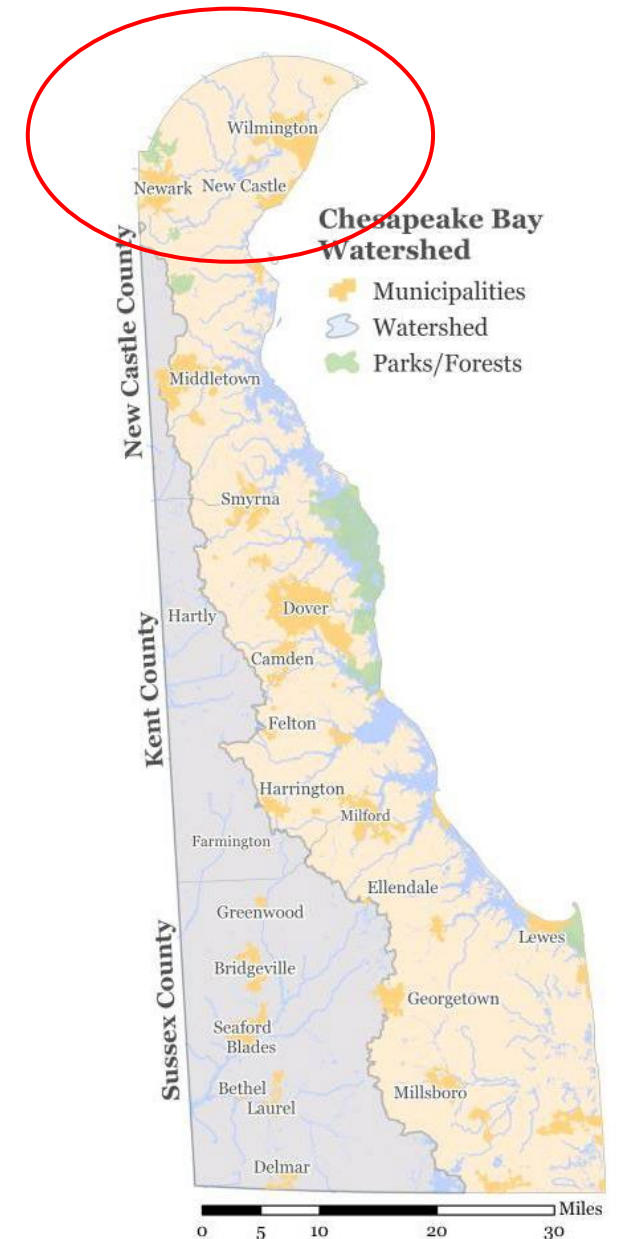 Wilmington
Newark
New Castle
Chesapeake Bay
Watershed
Municipalities
Watershed
Parks/Forests
New Castle County
Middletown
Smyrna
Kent County
Hartly
Dover
Camden
Felton
Harrington
Milford
Farmington
Ellendale
Sussex County
Greenwood
Lewes
Bridgeville
Georgetown
Seaford
Blades
Bethel
Laurel
Millsboro
Delmar
Miles
0 5 10 20 30